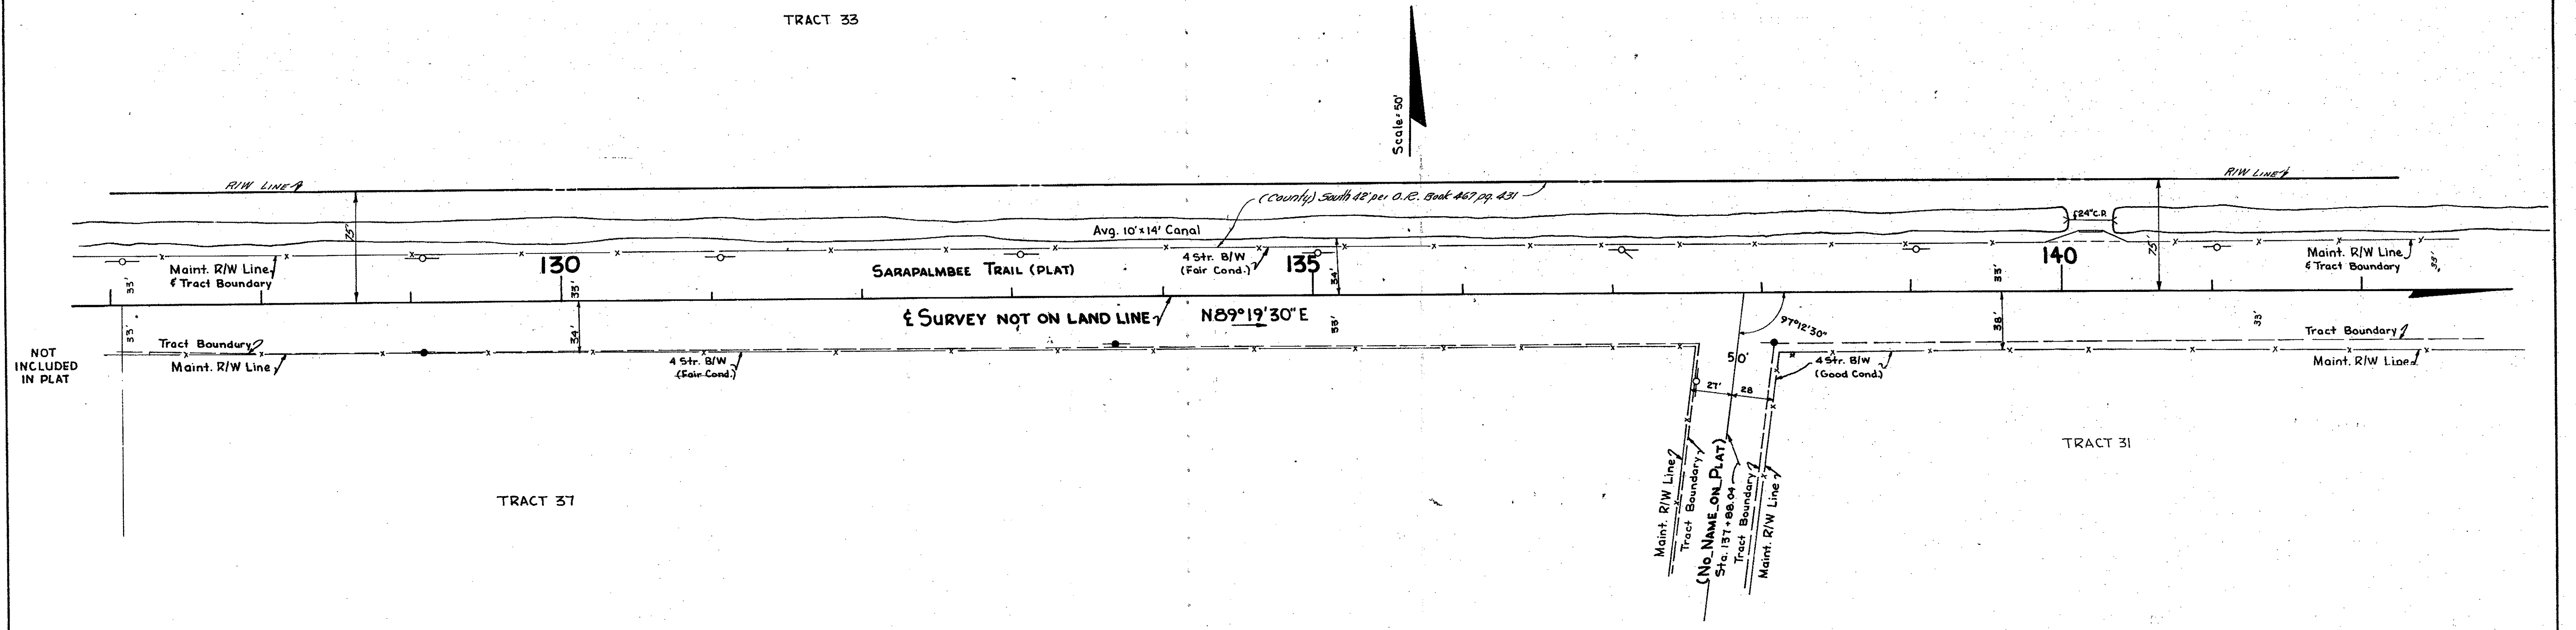 TRACT 33
Scale=50'
R/W LINE
R/W LINE
(County) South 42' per O.R. Book 467 pg. 431
75'
Avg. 10'x14' Canal
24" C.P.
75'
Maint. R/W Line
& Tract Boundary
33'
130
33'
SARAPALMBEE TRAIL (PLAT)
4 Str. B/W
(Fair Cond.)
135
34'
33'
140
Maint. R/W Line
& Tract Boundary
33'
℄ SURVEY NOT ON LAND LINE
N89°19'30"E
33'
33'
34'
97°12'30"
38'
33'
NOT
INCLUDED
IN PLAT
Tract Boundary
Maint. R/W Line
4 Str. B/W
(Fair Cond.)
50'
27'
28
4 Str. B/W
(Good Cond.)
Tract Boundary
Maint. R/W Line
TRACT 37
Maint. R/W Line
Tract Boundary
(NO NAME ON PLAT)
Sta. 137+88.04
Tract Boundary
Maint. R/W Line
TRACT 31